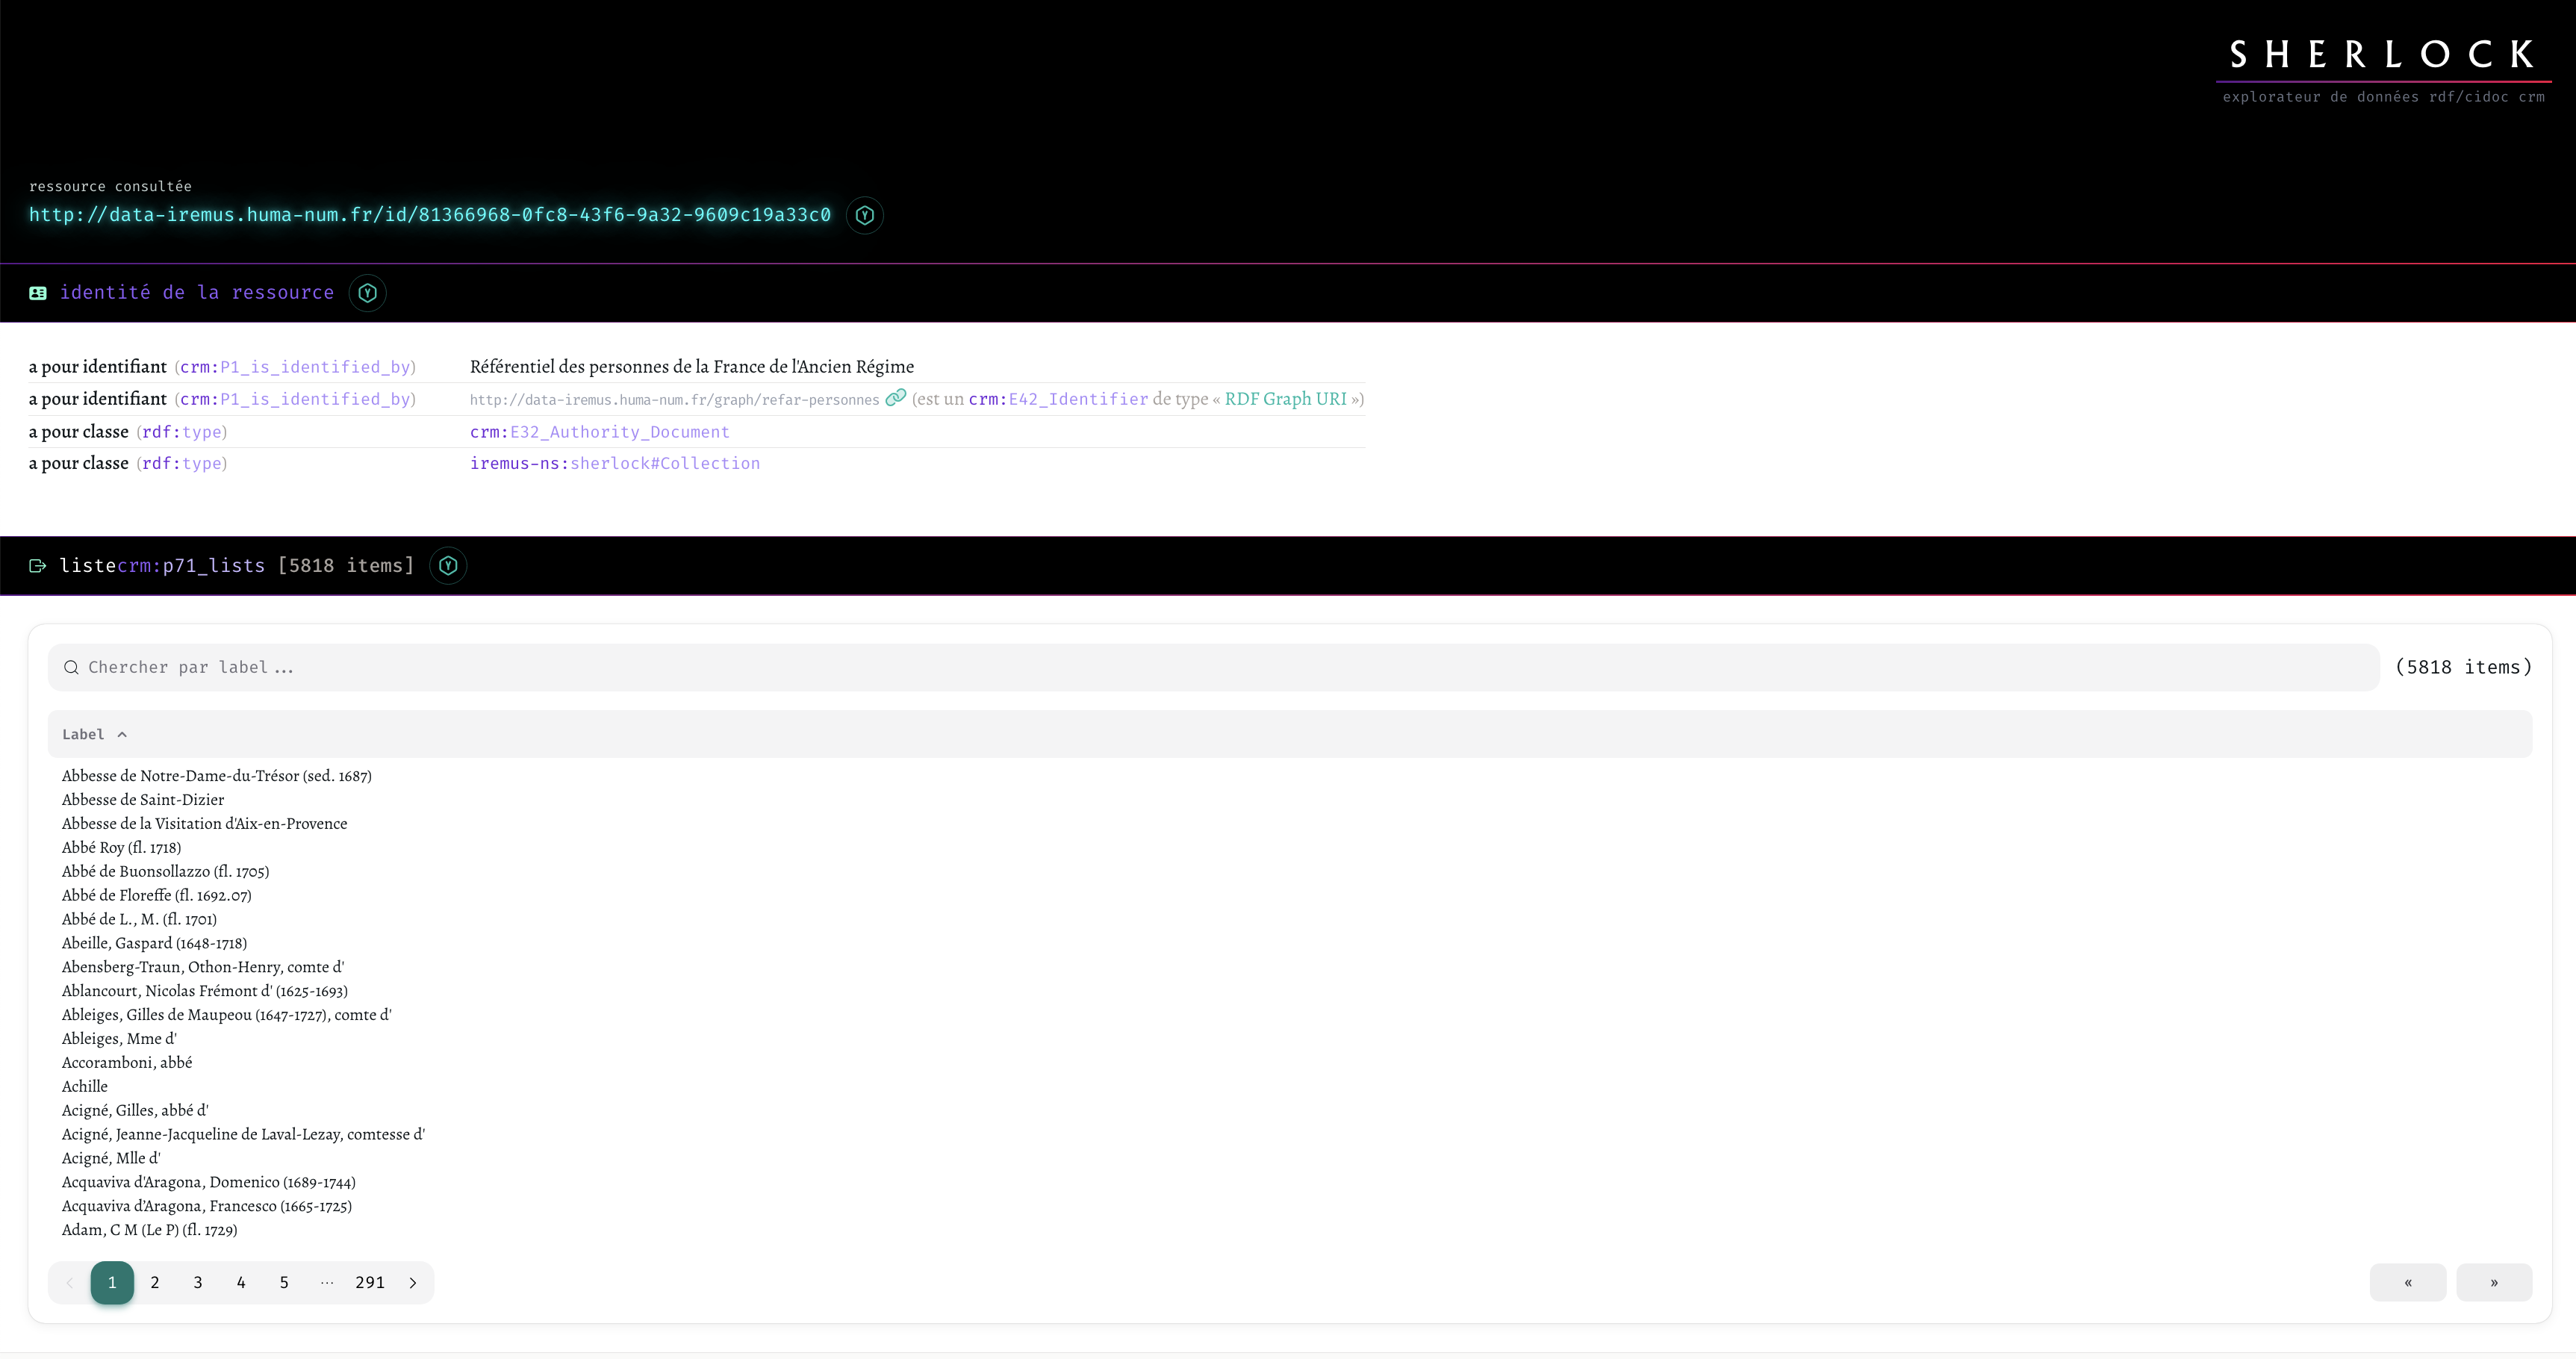 SHERLOCK
explorateur de données rdf/cidoc crm
ressource consultée
http://data-iremus.huma-num.fr/id/81366968-0fc8-43f6-9a32-9609c19a33c0
identité de la ressource
a pour identifiant (crm:P1_is_identified_by) Référentiel des personnes de la France de l'Ancien Régime
a pour identifiant (crm:P1_is_identified_by) http://data-iremus.huma-num.fr/graph/refar-personnes (est un crm:E42_Identifier de type « RDF Graph URI »)
a pour classe (rdf:type) crm:E32_Authority_Document
a pour classe (rdf:type) iremus-ns:sherlock#Collection
listecrm:p71_lists [5818 items]
Chercher par label ... (5818 items)
Label
Abbesse de Notre-Dame-du-Trésor (sed. 1687)
Abbesse de Saint-Dizier
Abbesse de la Visitation d'Aix-en-Provence
Abbé Roy (fl. 1718)
Abbé de Buonsollazzo (fl. 1705)
Abbé de Floreffe (fl. 1692.07)
Abbé de L., M. (fl. 1701)
Abeille, Gaspard (1648-1718)
Abensberg-Traun, Othon-Henry, comte d'
Ablancourt, Nicolas Frémont d' (1625-1693)
Ableiges, Gilles de Maupeou (1647-1727), comte d'
Ableiges, Mme d'
Accoramboni, abbé
Achille
Acigné, Gilles, abbé d'
Acigné, Jeanne-Jacqueline de Laval-Lezay, comtesse d'
Acigné, Mlle d'
Acquaviva d'Aragona, Domenico (1689-1744)
Acquaviva d’Aragona, Francesco (1665-1725)
Adam, C M (Le P) (fl. 1729)
1 2 3 4 5 ... 291 « »